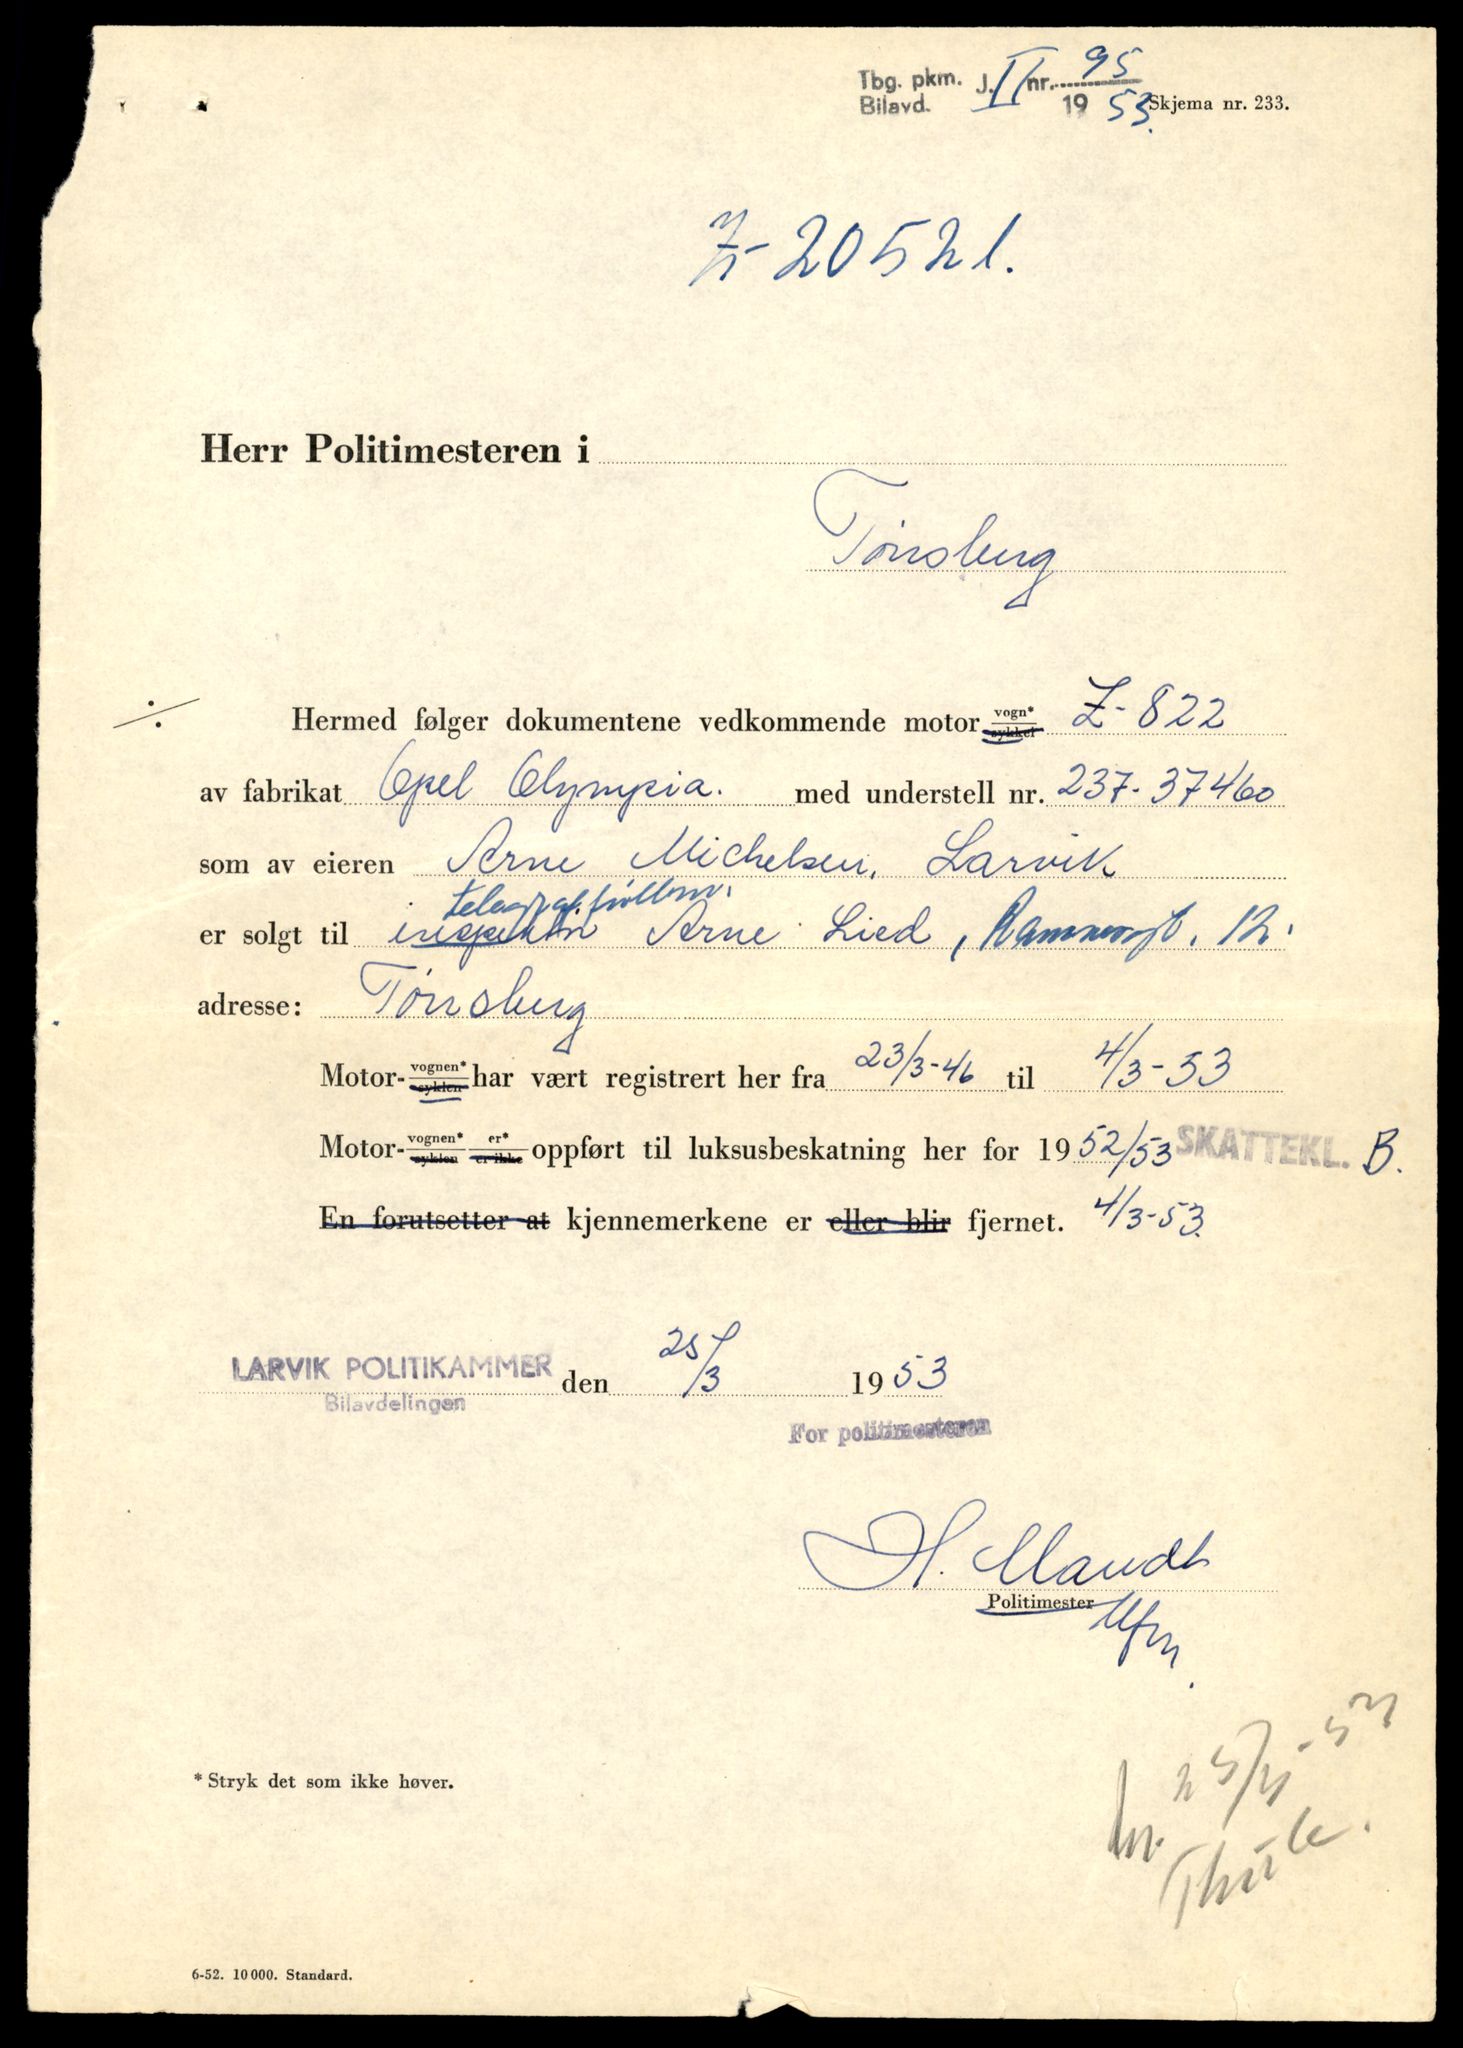 Tbg. pkm. J. II nr. 95
Bilavd. 1953. Skjema nr. 233.
Z-20521.
Herr Politimesteren i
Tønsberg
÷ Hermed følger dokumentene vedkommende motor vogn* sykkel Z-822
av fabrikat Opel Olympia. med understell nr. 237-37460
som av eieren Arne Michelsen, Larvik
er solgt til Arne Lied, 12.
adresse: Tønsberg
Motor- vognen* syklen har vært registrert her fra 23/3-46 til 4/3-53
Motor- vognen* syklen er* er ikke oppført til luksusbeskatning her for 1952/53 SKATTEKL. B.
En forutsetter at kjennemerkene er eller blir fjernet. 4/3-53.
LARVIK POLITIKAMMER den 25/3 1953
Bilavdelingen
For politimesteren
H. Maudt
Politimester
* Stryk det som ikke høver.
6-52. 10000. Standard.